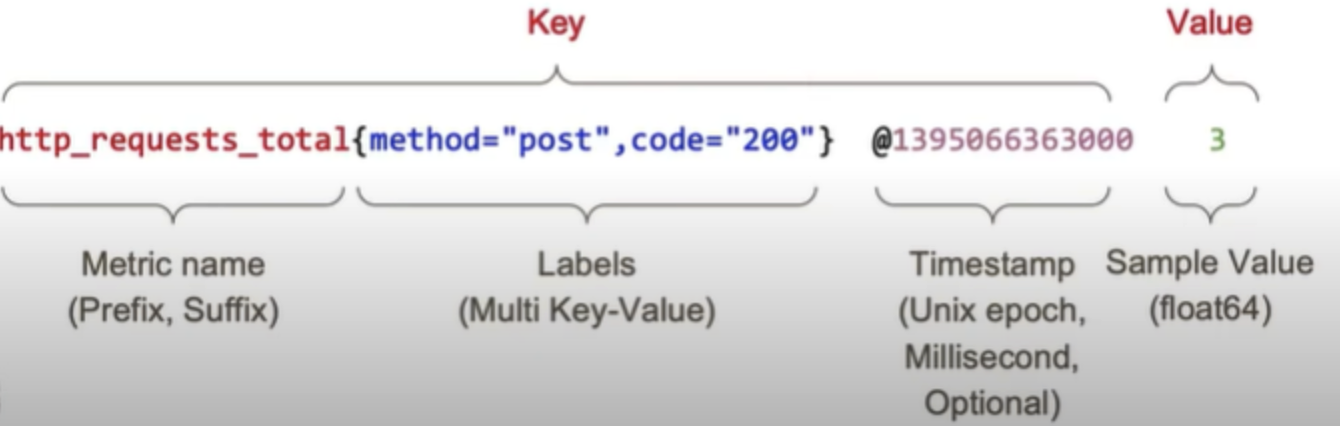 Key Value
http_requests_total{method="post",code="200"} @1395066363000 3
Metric name Labels Timestamp Sample Value
(Prefix, Suffix) (Multi Key-Value) (Unix epoch, (float64)
Millisecond,
Optional)